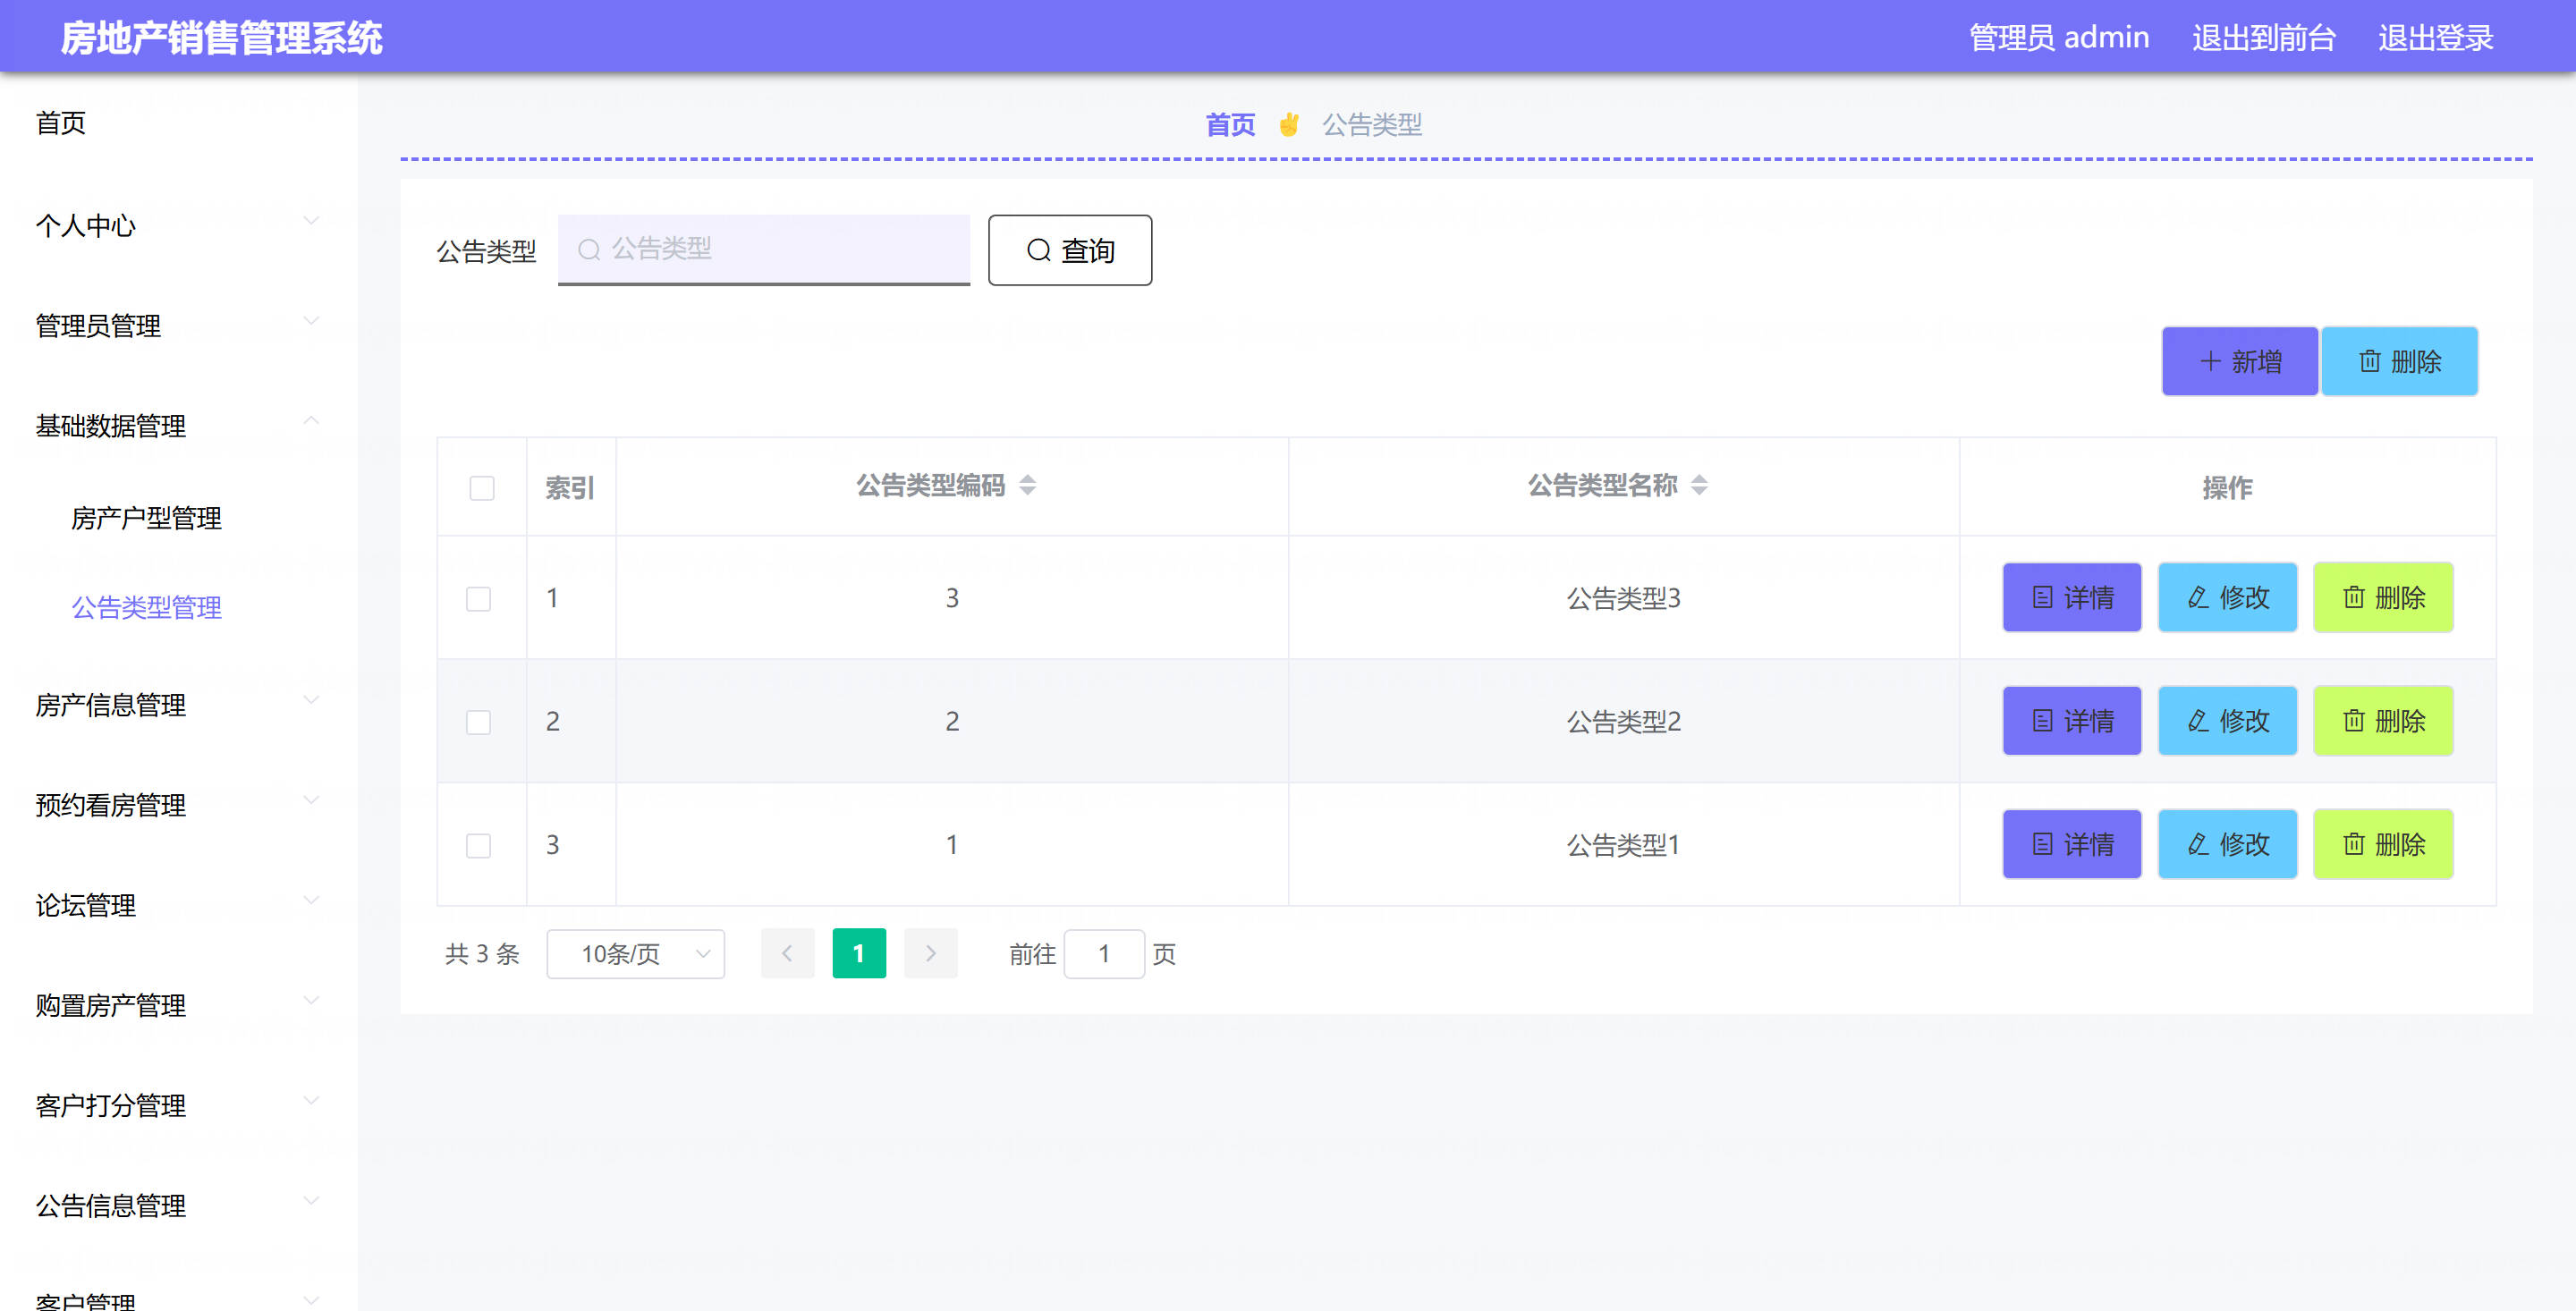 房地产销售管理系统 管理员 admin 退出到前台 退出登录
首页
个人中心
管理员管理
基础数据管理
房产户型管理
公告类型管理
房产信息管理
预约看房管理
论坛管理
购置房产管理
客户打分管理
公告信息管理
客户管理
首页 公告类型
公告类型 公告类型 查询
新增 删除
索引 公告类型编码 公告类型名称 操作
1 3 公告类型3 详情 修改 删除
2 2 公告类型2 详情 修改 删除
3 1 公告类型1 详情 修改 删除
共 3 条 10条/页 1 前往 1 页